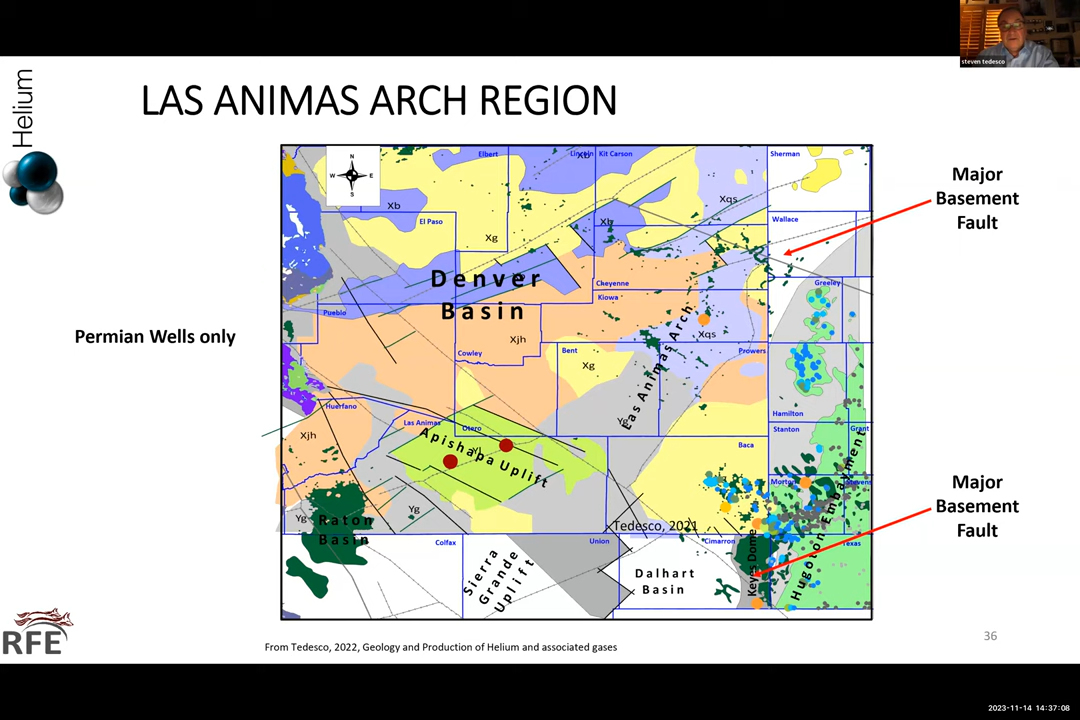 steven tedesco
Helium
LAS ANIMAS ARCH REGION
N
W
E
S
Elbert
Lincoln
Xb
Kit Carson
Sherman
Major
Basement
Fault
Xb
Xqs
El Paso
Xb
Wallace
Xg
Denver
Basin
Cheyenne
Kiowa
Greeley
Pueblo
Permian Wells only
Xjh
Xqs
Cowley
Bent
Prowers
Xg
Las Animas Arch
Yg
Huerfano
Hamilton
Las Animas
Otero
Stanton
Grant
Xjh
Apishapa Uplift
Baca
Morton
Stevens
Major
Basement
Fault
Yg
Yg
Raton
Basin
Tedesco, 2021
Colfax
Union
Cimarron
Texas
Sierra
Grande
Uplift
Dalhart
Basin
Keyes Dome
Hugoton Embayment
RFE
From Tedesco, 2022, Geology and Production of Helium and associated gases
36
2023-11-14 14:37:08